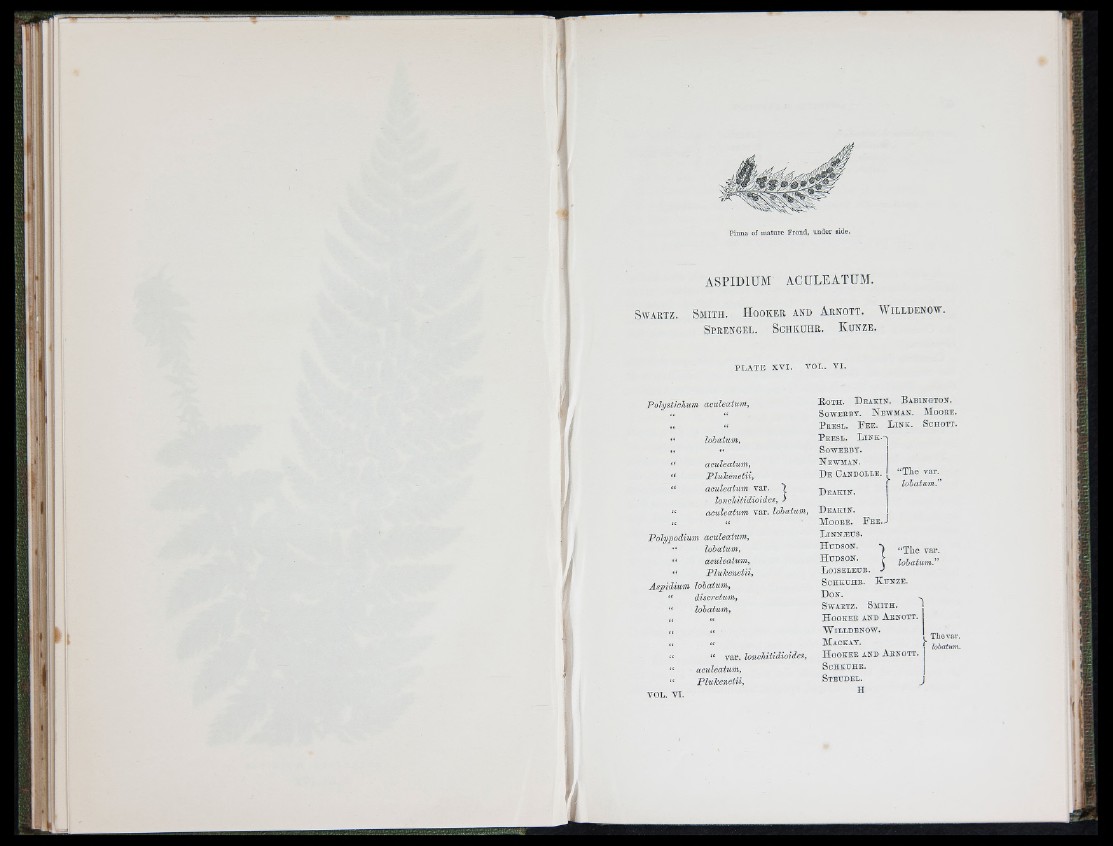 Pinna of mature Frond, under side.
ASPIDIUM ACULEATUM.
SWARTZ. SMITH. HOOKER AND ARNOTT. WILLDENOW.
SPRENGEL. SCHKUHR. KUNZE.
PLATE XVI. VOL. VI.
Polystichum aculeatum, ROTH. DEAKIN. BABINGTON.
“ “ SOWERBY. NEWMAN. MOORE.
“ “ PRESL. FEE. LINK. SCHOTT.
“ lobatum, PRESL. LINK.
“ “ SOWERBY.
“ aculeatum, NEWMAN.
“ Plukenetii, DE CANDOLLE. “The var.
“ aculeatum var. lobatum.”
lonchitidioides, } DEAKIN.
“ aculeatum var. lobatum, DEAKIN.
“ “ MOORE. FEE.
Polypodium aculeatum, LINNÆUS.
“ lobatum, HUDSON. “The var.
“ aculeatum, HUDSON. lobatum.”
“ Plukenetii, LOISELEUR.
Aspidium lobatum, SCHKUHR. KUNZE.
“ discretum, DON.
“ lobatum, SWARTZ. SMITH.
“ “ HOOKER AND ARNOTT.
“ “ WILLDENOW.
“ “ MACKAY. The var.
“ “ var. lonchitidioides, HOOKER AND ARNOTT. lobatum.
“ aculeatum, SCHKUHR.
“ Plukenetii, STEUDEL.
VOL. VI. H